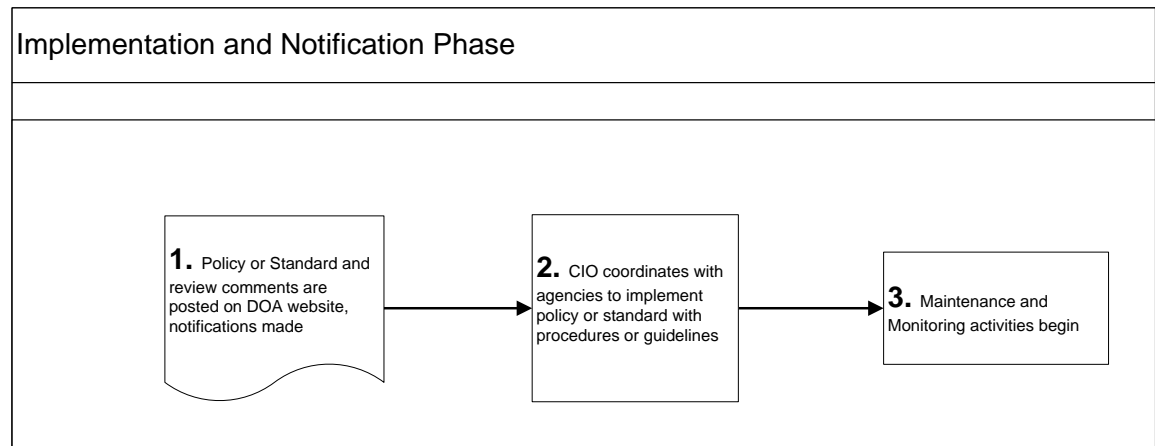 Implementation and Notification Phase
1. Policy or Standard and
review comments are
posted on DOA website,
notifications made
2. CIO coordinates with
agencies to implement
policy or standard with
procedures or guidelines
3. Maintenance and
Monitoring activities begin